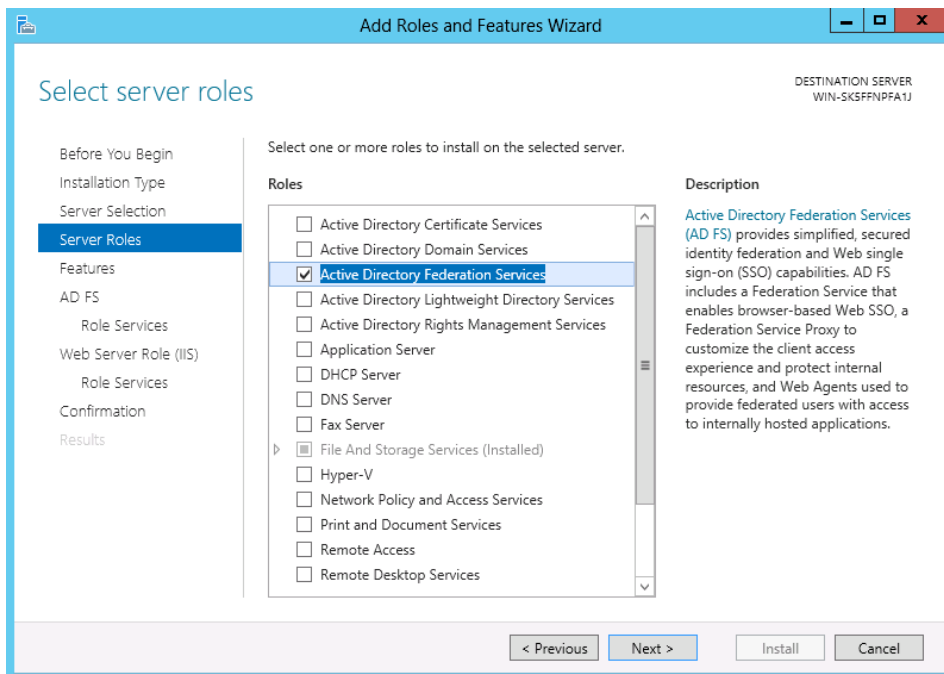 Add Roles and Features Wizard
Select server roles
DESTINATION SERVER
WIN-SK5FFNPFA1J
Before You Begin
Installation Type
Server Selection
Server Roles
Features
AD FS
Role Services
Web Server Role (IIS)
Role Services
Confirmation
Results
Select one or more roles to install on the selected server.
Roles
Active Directory Certificate Services
Active Directory Domain Services
Active Directory Federation Services
Active Directory Lightweight Directory Services
Active Directory Rights Management Services
Application Server
DHCP Server
DNS Server
Fax Server
File And Storage Services (Installed)
Hyper-V
Network Policy and Access Services
Print and Document Services
Remote Access
Remote Desktop Services
Description
Active Directory Federation Services
(AD FS) provides simplified, secured
identity federation and Web single
sign-on (SSO) capabilities. AD FS
includes a Federation Service that
enables browser-based Web SSO, a
Federation Service Proxy to
customize the client access
experience and protect internal
resources, and Web Agents used to
provide federated users with access
to internally hosted applications.
< Previous
Next >
Install
Cancel